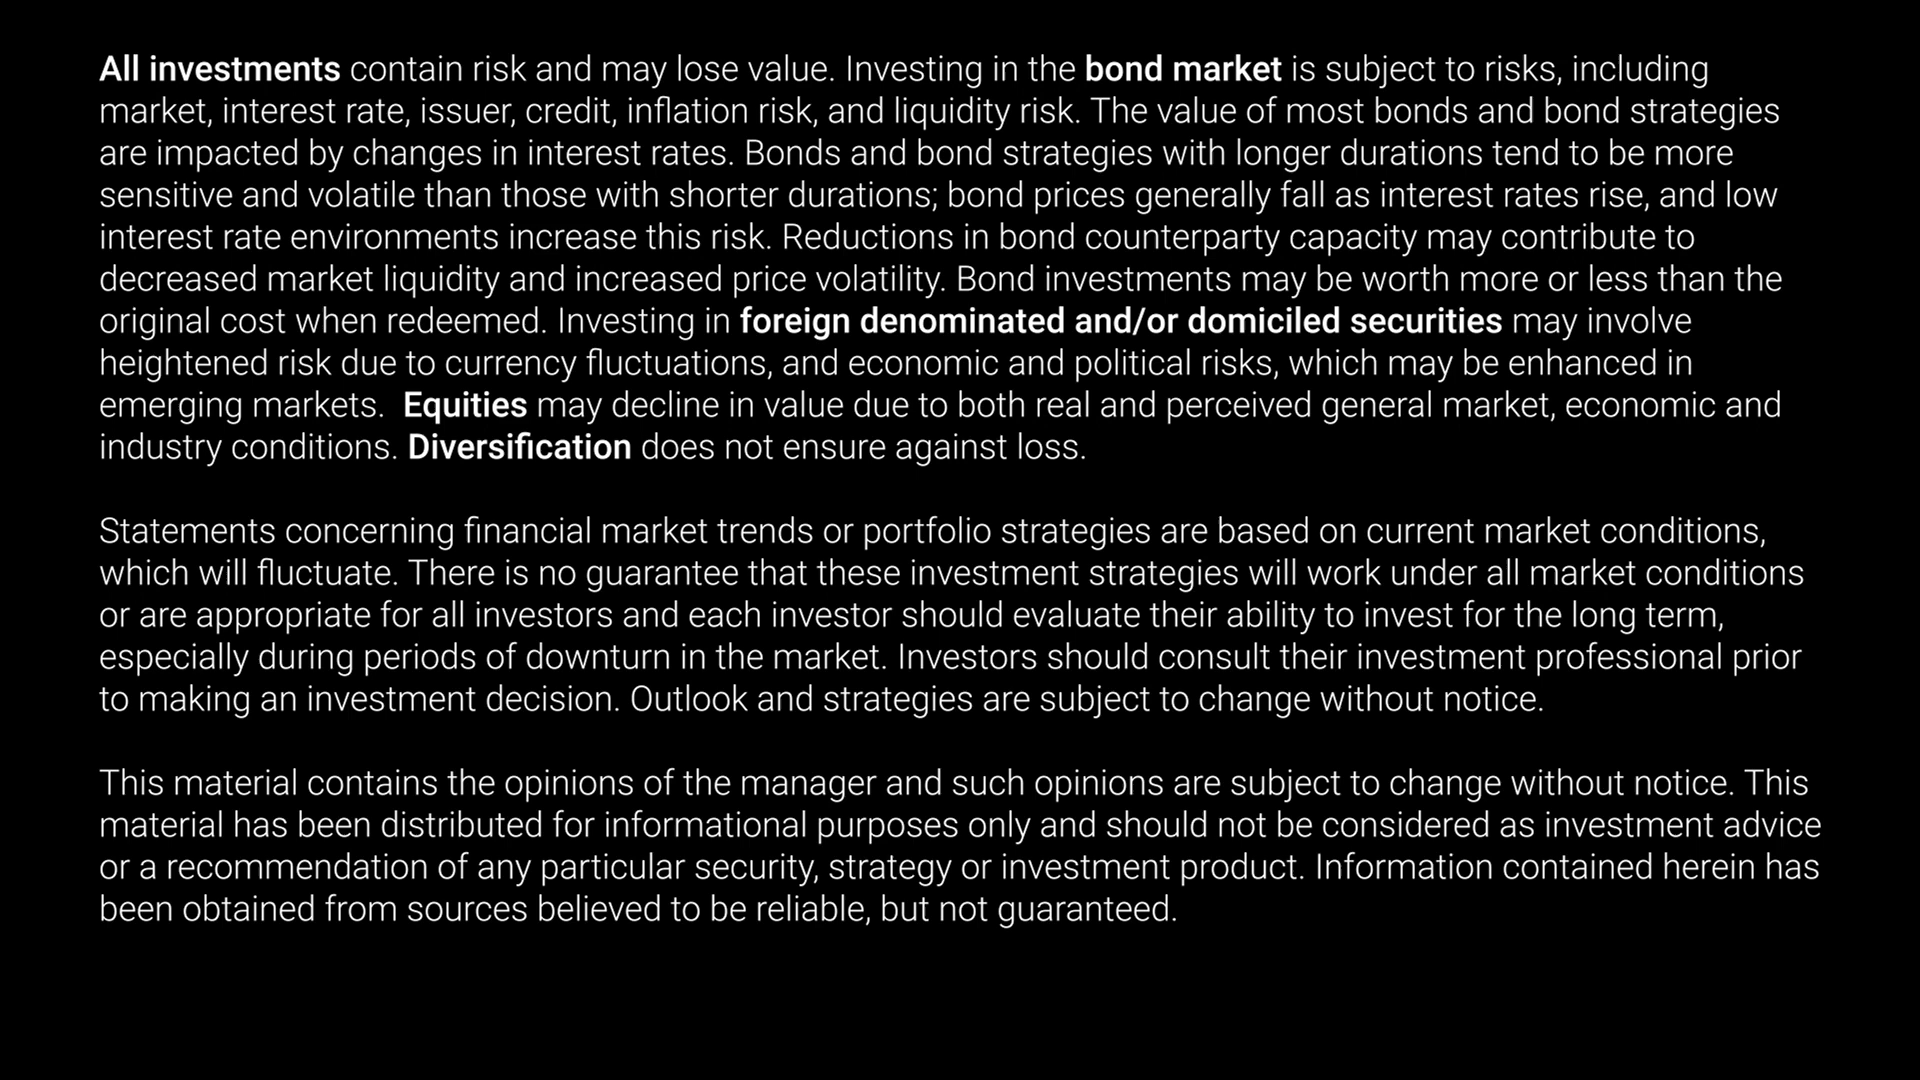 All investments contain risk and may lose value. Investing in the bond market is subject to risks, including
market, interest rate, issuer, credit, inflation risk, and liquidity risk. The value of most bonds and bond strategies
are impacted by changes in interest rates. Bonds and bond strategies with longer durations tend to be more
sensitive and volatile than those with shorter durations; bond prices generally fall as interest rates rise, and low
interest rate environments increase this risk. Reductions in bond counterparty capacity may contribute to
decreased market liquidity and increased price volatility. Bond investments may be worth more or less than the
original cost when redeemed. Investing in foreign denominated and/or domiciled securities may involve
heightened risk due to currency fluctuations, and economic and political risks, which may be enhanced in
emerging markets.  Equities may decline in value due to both real and perceived general market, economic and
industry conditions. Diversification does not ensure against loss.

Statements concerning financial market trends or portfolio strategies are based on current market conditions,
which will fluctuate. There is no guarantee that these investment strategies will work under all market conditions
or are appropriate for all investors and each investor should evaluate their ability to invest for the long term,
especially during periods of downturn in the market. Investors should consult their investment professional prior
to making an investment decision. Outlook and strategies are subject to change without notice.

This material contains the opinions of the manager and such opinions are subject to change without notice. This
material has been distributed for informational purposes only and should not be considered as investment advice
or a recommendation of any particular security, strategy or investment product. Information contained herein has
been obtained from sources believed to be reliable, but not guaranteed.